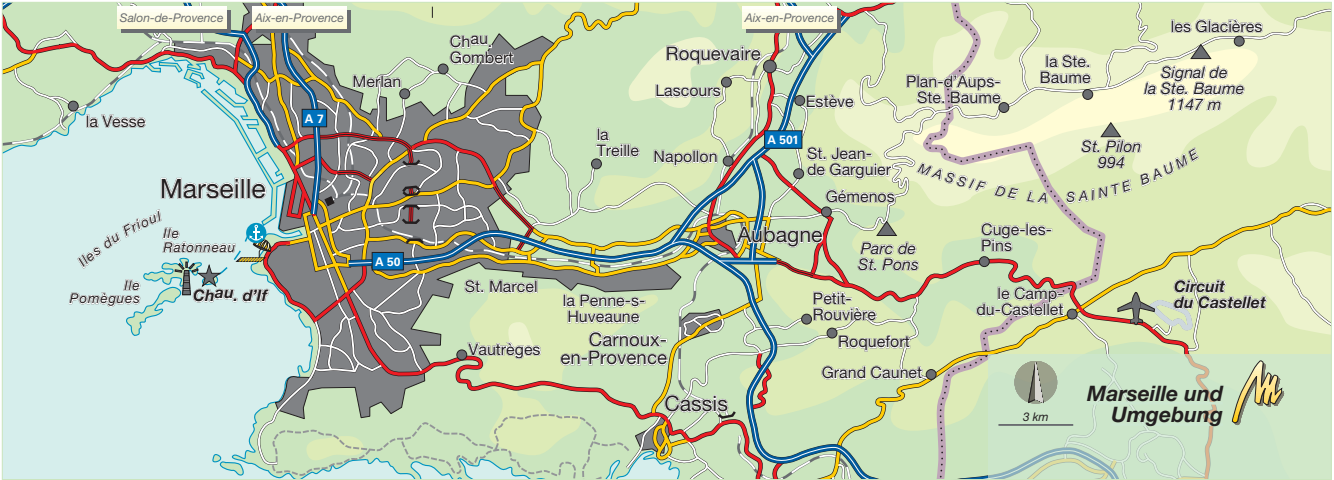 Salon-de-Provence
Aix-en-Provence
Aix-en-Provence
les Glacières
Signal de
la Ste. Baume
1147 m
la Ste.
Baume
Plan-d'Aups-
Ste. Baume
St. Pilon
994
MASSIF DE LA SAINTE BAUME
Chau.
Gombert
Merlan
la Vesse
A 7
Roquevaire
Lascours
Estève
A 501
la
Treille
Napollon
St. Jean-
de Garguier
Gémenos
Marseille
Iles du Frioul
Ile
Ratonneau
Ile
Pomègues
Chau. d'If
A 50
Aubagne
Parc de
St. Pons
Cuge-les-
Pins
St. Marcel
la Penne-s-
Huveaune
Carnoux-
en-Provence
Petit-
Rouvière
Roquefort
Grand Caunet
le Camp-
du-Castellet
Circuit
du Castellet
Vautrèges
Cassis
3 km
Marseille und
Umgebung